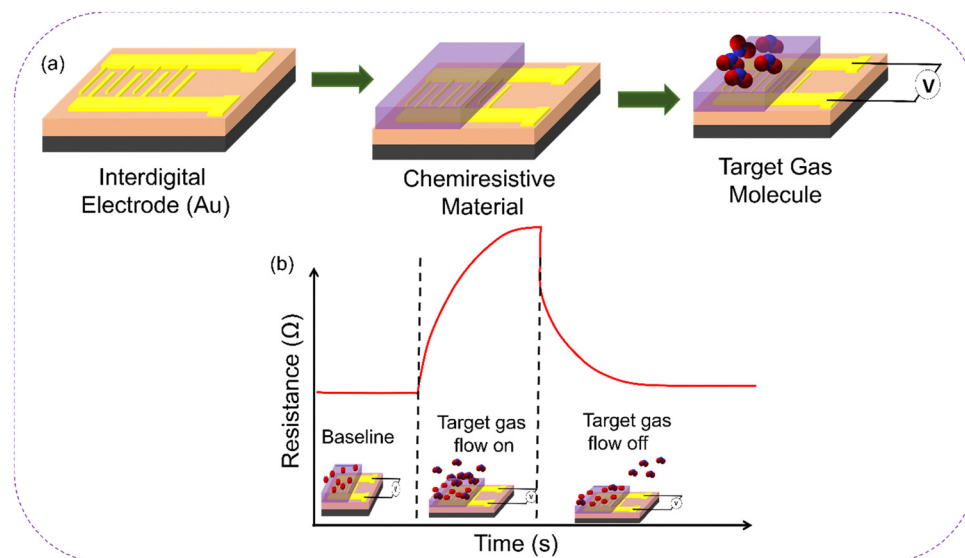 (a)
V
Interdigital
Electrode (Au)
Chemiresistive
Material
Target Gas
Molecule
(b)
Resistance (Ω)
Baseline
Target gas
flow on
Target gas
flow off
V
V
V
Time (s)